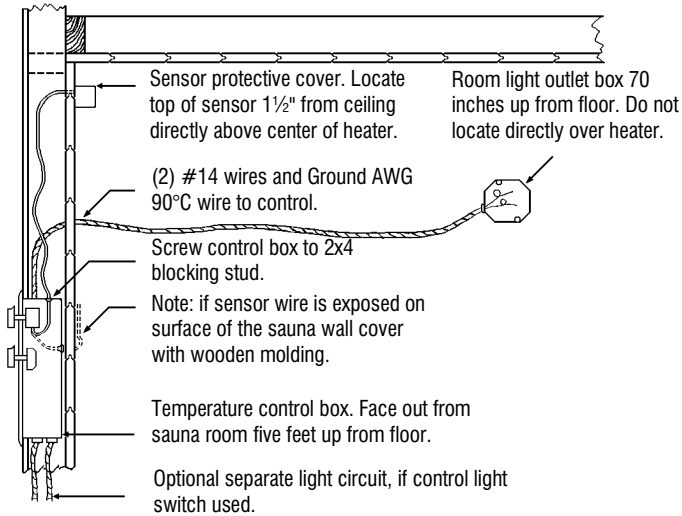 Sensor protective cover. Locate
top of sensor 1½" from ceiling
directly above center of heater.
Room light outlet box 70
inches up from floor. Do not
locate directly over heater.
(2) #14 wires and Ground AWG
90°C wire to control.
Screw control box to 2x4
blocking stud.
Note: if sensor wire is exposed on
surface of the sauna wall cover
with wooden molding.
Temperature control box. Face out from
sauna room five feet up from floor.
Optional separate light circuit, if control light
switch used.